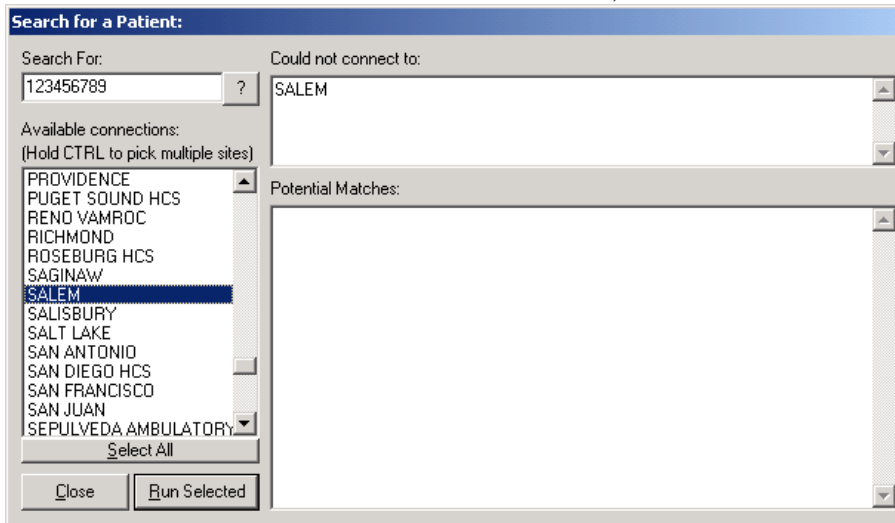 Search for a Patient:
Search For:
123456789
?
Available connections:
(Hold CTRL to pick multiple sites)
PROVIDENCE
PUGET SOUND HCS
RENO VAMROC
RICHMOND
ROSEBURG HCS
SAGINAW
SALEM
SALISBURY
SALT LAKE
SAN ANTONIO
SAN DIEGO HCS
SAN FRANCISCO
SAN JUAN
SEPULVEDA AMBULATORY
Select All
Close
Run Selected
Could not connect to:
SALEM
Potential Matches: